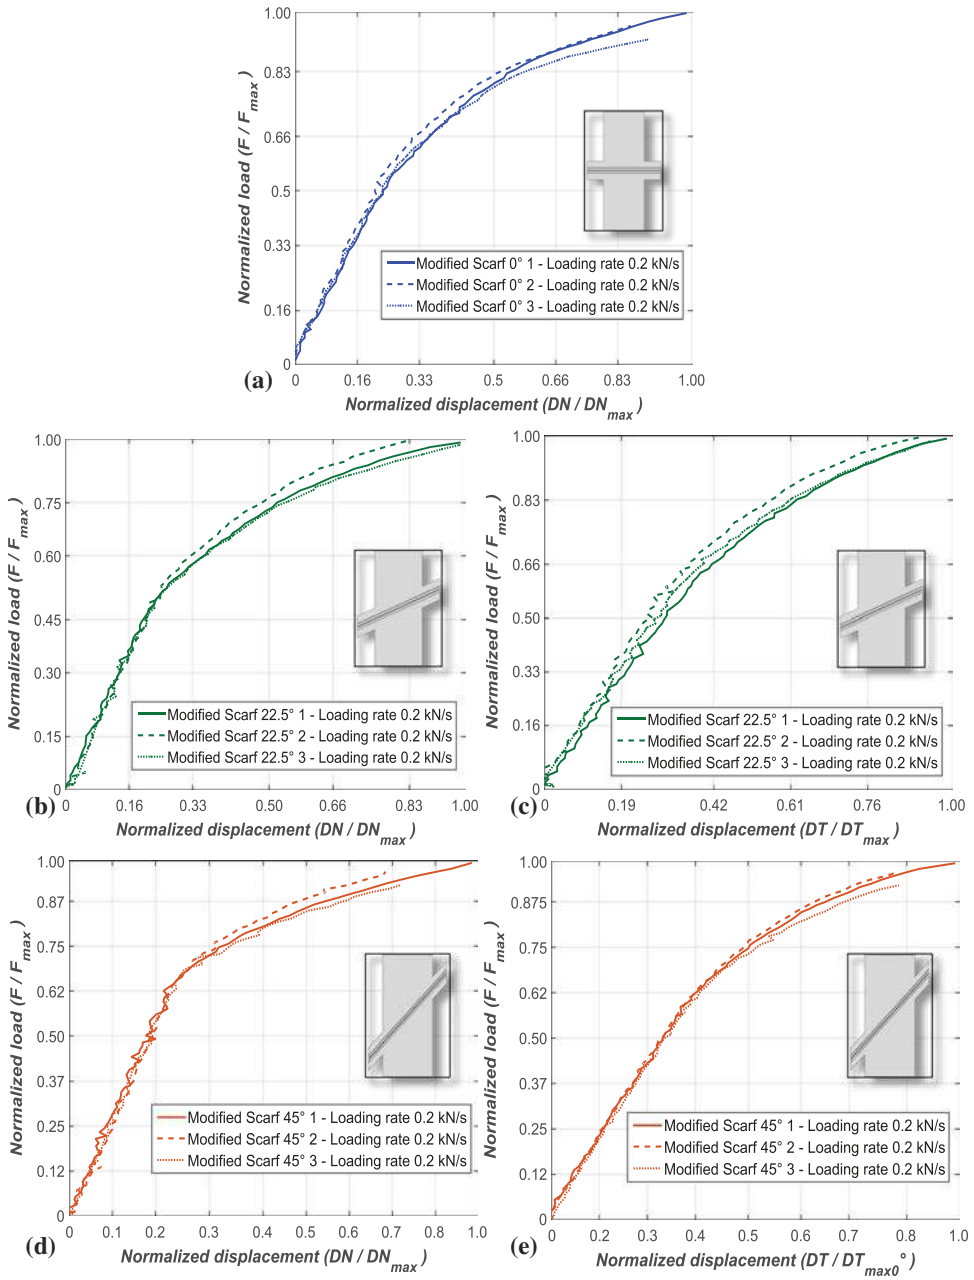 1.00
0.83
0.66
0.5
0.33
0.16
0
Normalized load (F / Fmax)
Modified Scarf 0° 1 - Loading rate 0.2 kN/s
Modified Scarf 0° 2 - Loading rate 0.2 kN/s
Modified Scarf 0° 3 - Loading rate 0.2 kN/s
0 0.16 0.33 0.5 0.66 0.83 1.00
(a)
Normalized displacement (DN / DNmax)
1.00
0.75
0.60
0.45
0.30
0.15
0
Normalized load (F / Fmax)
Modified Scarf 22.5° 1 - Loading rate 0.2 kN/s
Modified Scarf 22.5° 2 - Loading rate 0.2 kN/s
Modified Scarf 22.5° 3 - Loading rate 0.2 kN/s
0 0.16 0.33 0.50 0.66 0.83 1.00
(b)
Normalized displacement (DN / DNmax)
1.00
0.83
0.66
0.50
0.33
0.16
0
Normalized load (F / Fmax)
Modified Scarf 22.5° 1 - Loading rate 0.2 kN/s
Modified Scarf 22.5° 2 - Loading rate 0.2 kN/s
Modified Scarf 22.5° 3 - Loading rate 0.2 kN/s
0 0.19 0.42 0.61 0.76 1.00
(c)
Normalized displacement (DT / DTmax)
1.00
0.87
0.75
0.62
0.50
0.37
0.25
0.12
0
Normalized load (F / Fmax)
Modified Scarf 45° 1 - Loading rate 0.2 kN/s
Modified Scarf 45° 2 - Loading rate 0.2 kN/s
Modified Scarf 45° 3 - Loading rate 0.2 kN/s
0 0.1 0.2 0.3 0.4 0.5 0.6 0.7 0.8 1.0
(d)
Normalized displacement (DN / DNmax)
1.00
0.875
0.75
0.62
0.50
0.37
0.25
0.12
0
Normalized load (F / Fmax)
Modified Scarf 45° 1 - Loading rate 0.2 kN/s
Modified Scarf 45° 2 - Loading rate 0.2 kN/s
Modified Scarf 45° 3 - Loading rate 0.2 kN/s
0 0.2 0.3 0.4 0.5 0.6 0.7 0.8 1.0
(e)
Normalized displacement (DT / DTmax0°)